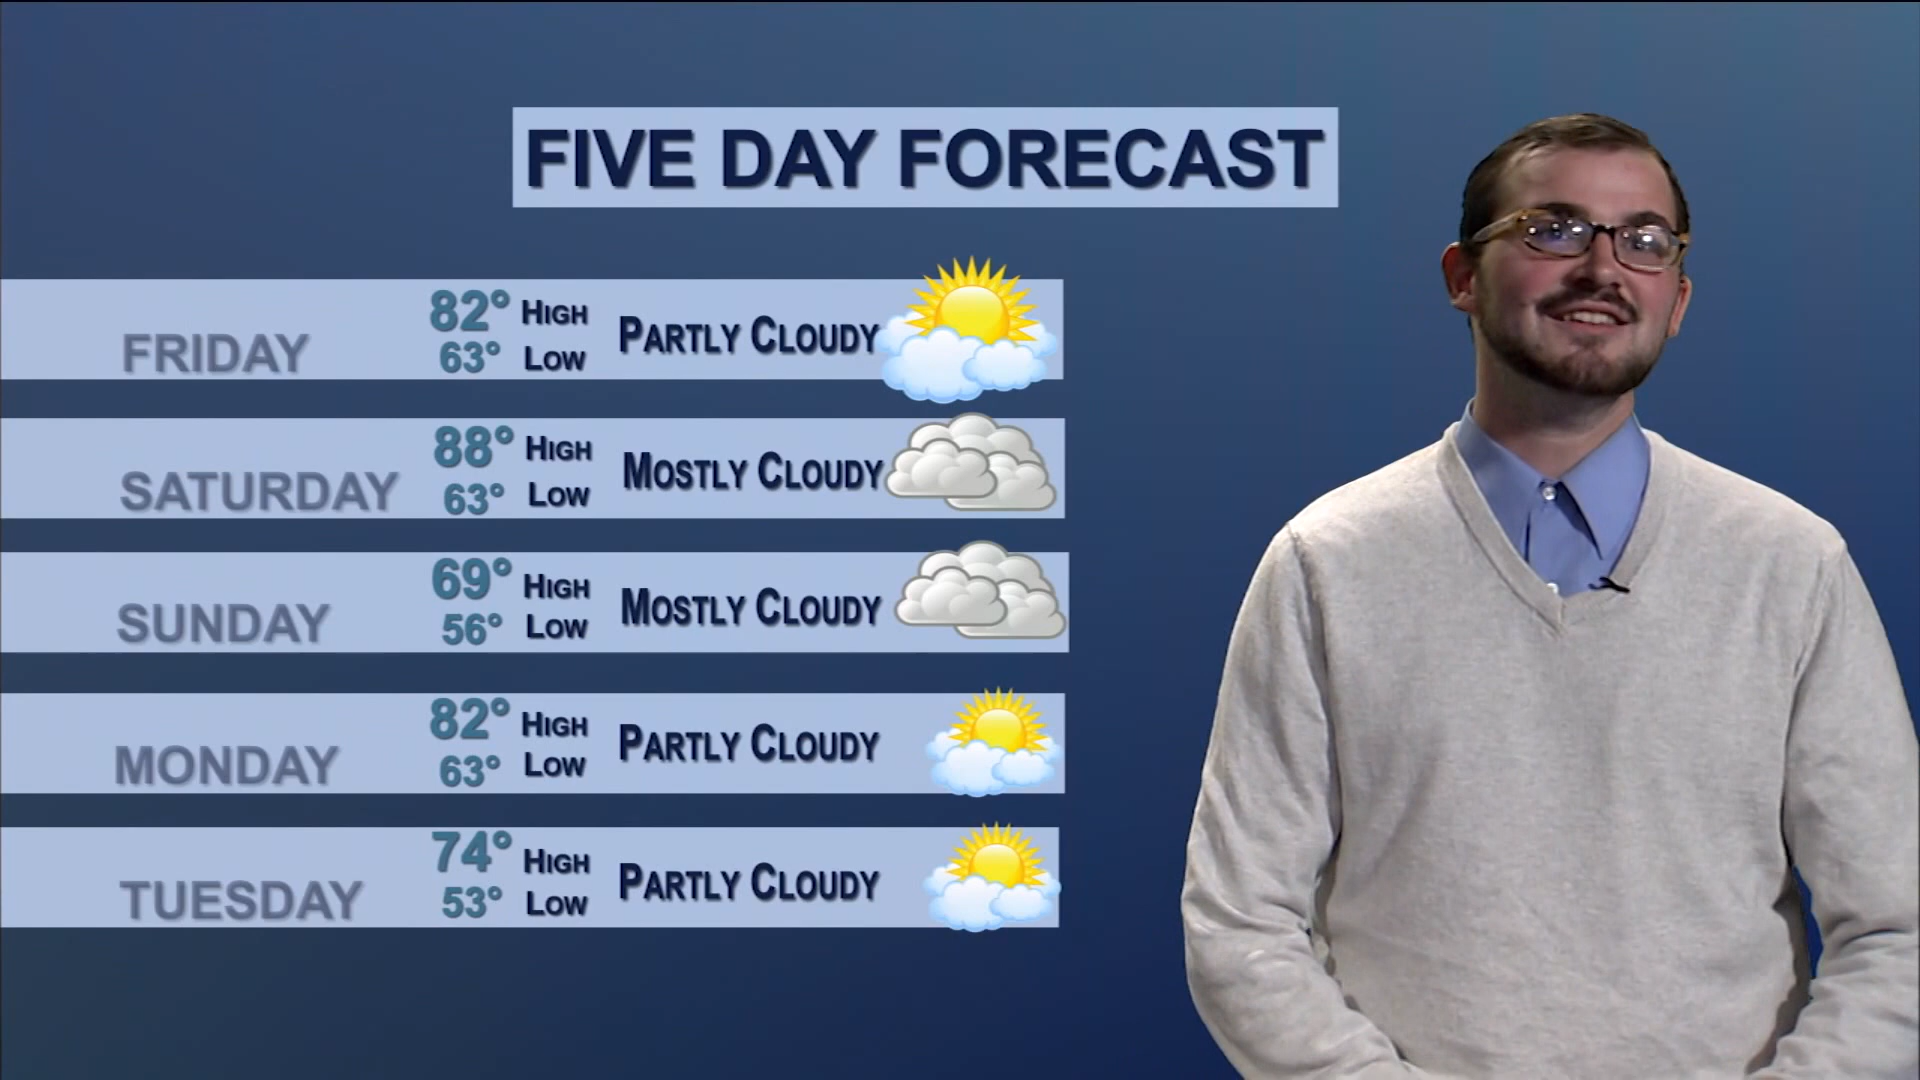 FIVE DAY FORECAST
FRIDAY 82° HIGH PARTLY CLOUDY
63° LOW
SATURDAY 88° HIGH MOSTLY CLOUDY
63° LOW
SUNDAY 69° HIGH MOSTLY CLOUDY
56° LOW
MONDAY 82° HIGH PARTLY CLOUDY
63° LOW
TUESDAY 74° HIGH PARTLY CLOUDY
53° LOW